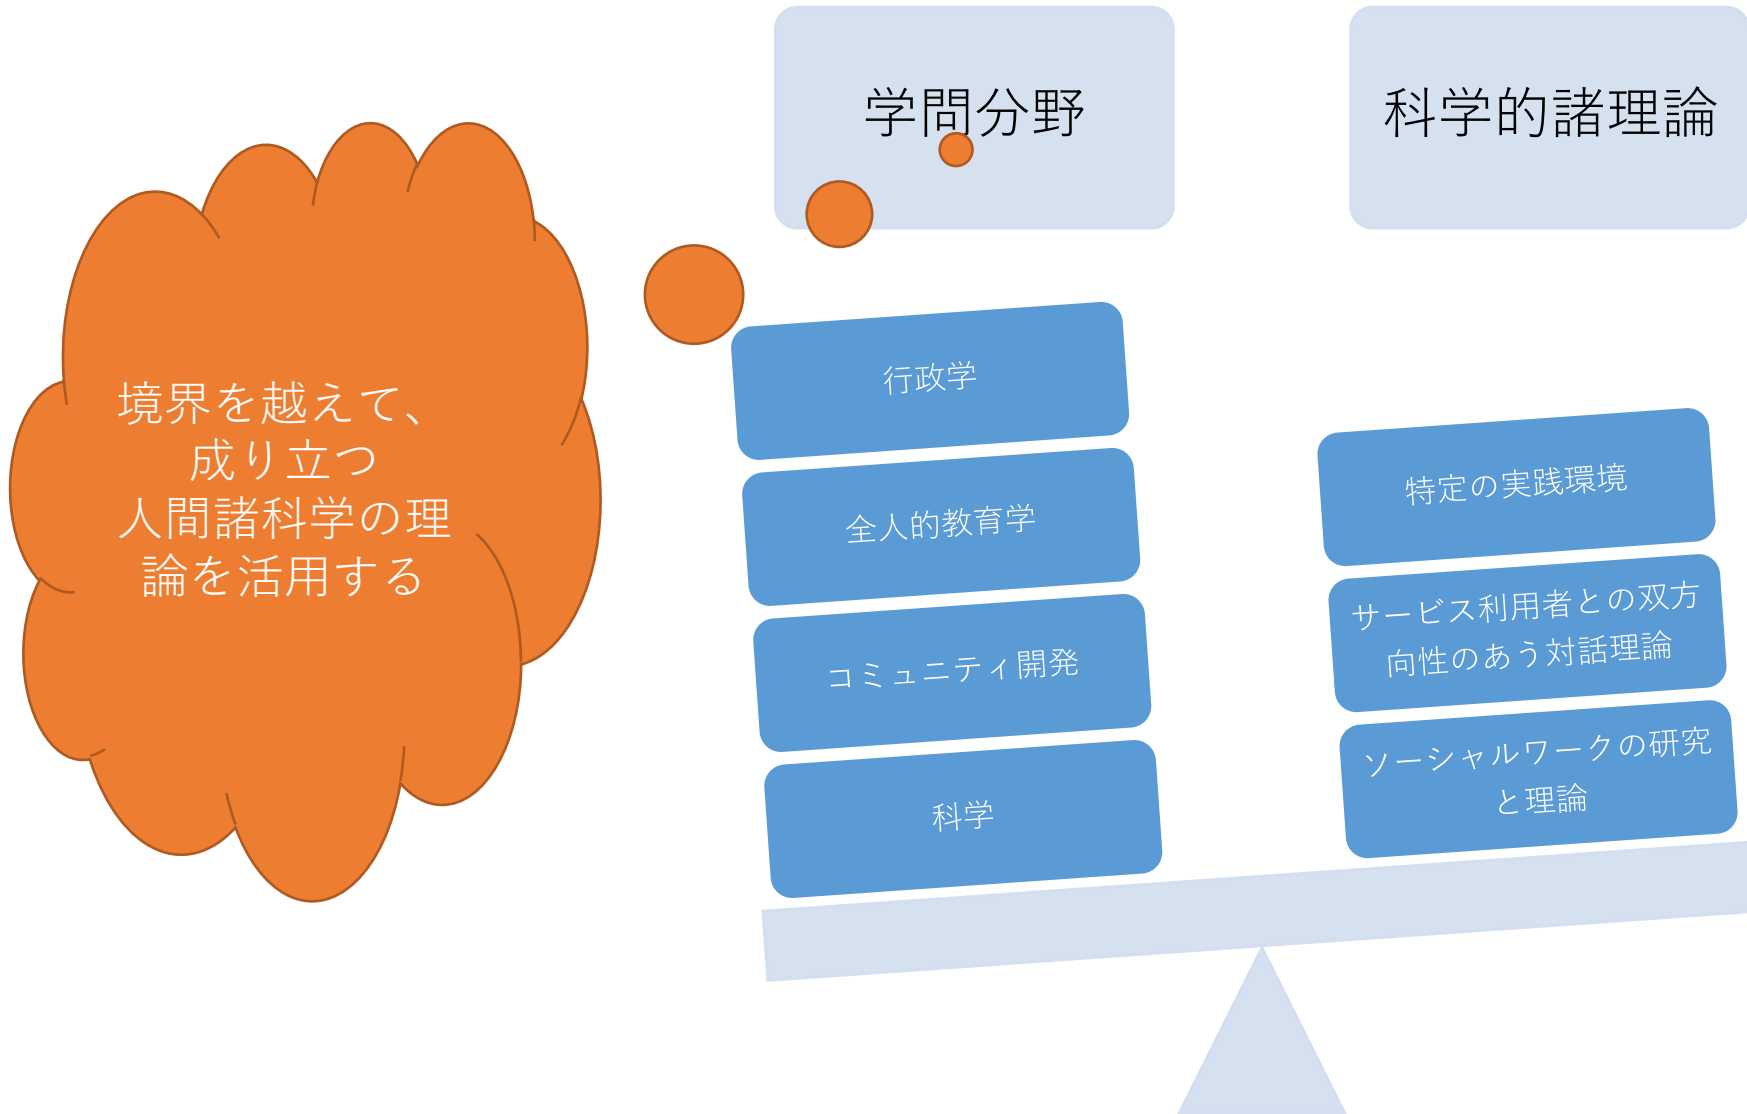 学問分野
科学的諸理論
境界を越えて、
成り立つ
人間諸科学の理
論を活用する
行政学
全人的教育学
コミュニティ開発
科学
特定の実践環境
サービス利用者との双方
向性のあう対話理論
ソーシャルワークの研究
と理論